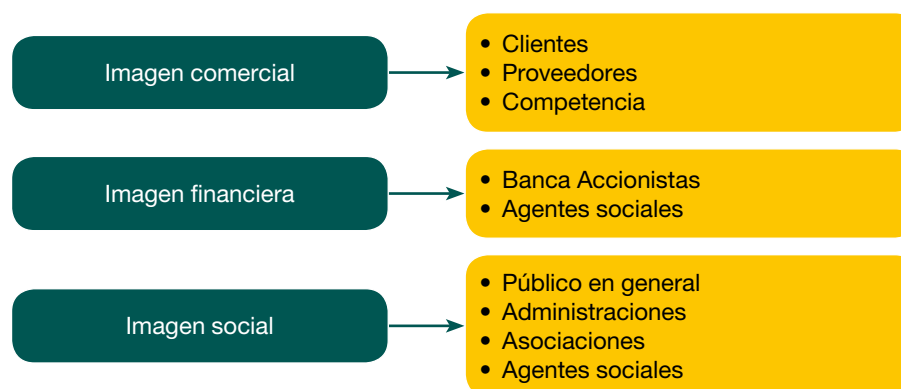 Imagen comercial
• Clientes
• Proveedores
• Competencia
Imagen financiera
• Banca Accionistas
• Agentes sociales
Imagen social
• Público en general
• Administraciones
• Asociaciones
• Agentes sociales